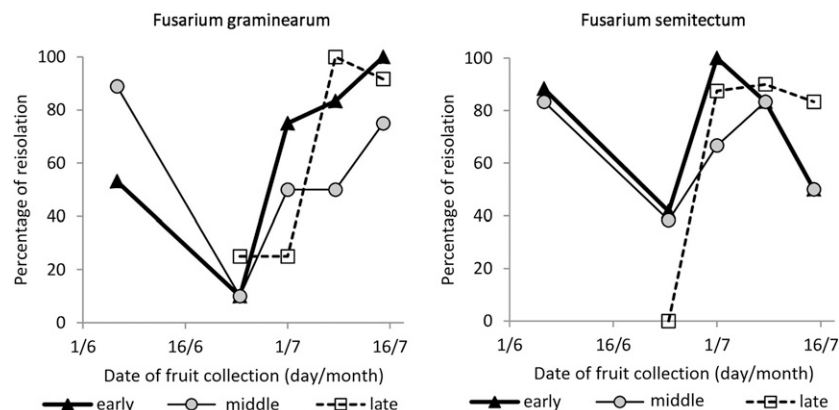 Fusarium graminearum
100
80
60
40
20
0
Percentage of reisolation
1/6 16/6 1/7 16/7
Date of fruit collection (day/month)
early middle late
Fusarium semitectum
100
80
60
40
20
0
Percentage of reisolation
1/6 16/6 1/7 16/7
Date of fruit collection (day/month)
early middle late